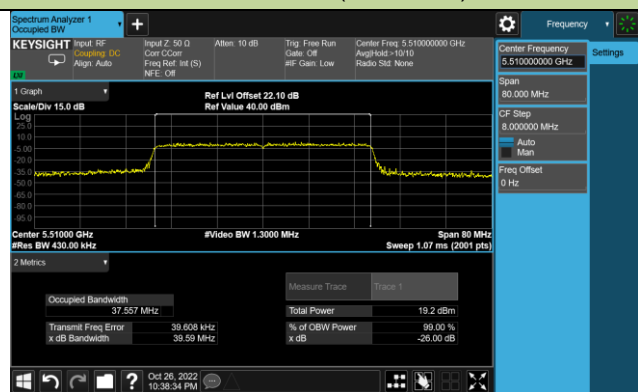 Spectrum Analyzer 1
Occupied BW
Frequency
KEYSIGHT
Input: RF
Coupling: DC
Align: Auto
Input Z: 50 Ω
Corr CCorr
Freq Ref: Int (S)
NFE: Off
Atten: 10 dB
Trig: Free Run
Gate: Off
#IF Gain: Low
Center Freq: 5.510000000 GHz
Avg|Hold:>10/10
Radio Std: None
LXI
Center Frequency
5.510000000 GHz
Settings
Span
80.000 MHz
CF Step
8.000000 MHz
Auto
Man
Freq Offset
0 Hz
1 Graph
Scale/Div 15.0 dB
Ref Lvl Offset 22.10 dB
Ref Value 40.00 dBm
Log
25.0
10.0
-5.00
-20.0
-35.0
-50.0
-65.0
-80.0
-95.0
Center 5.51000 GHz
#Res BW 430.00 kHz
#Video BW 1.3000 MHz
Span 80 MHz
Sweep 1.07 ms (2001 pts)
2 Metrics
Measure Trace
Trace 1
Occupied Bandwidth
37.557 MHz
Total Power
19.2 dBm
Transmit Freq Error
39.608 kHz
% of OBW Power
99.00 %
x dB Bandwidth
39.59 MHz
x dB
-26.00 dB
Oct 26, 2022
10:38:34 PM